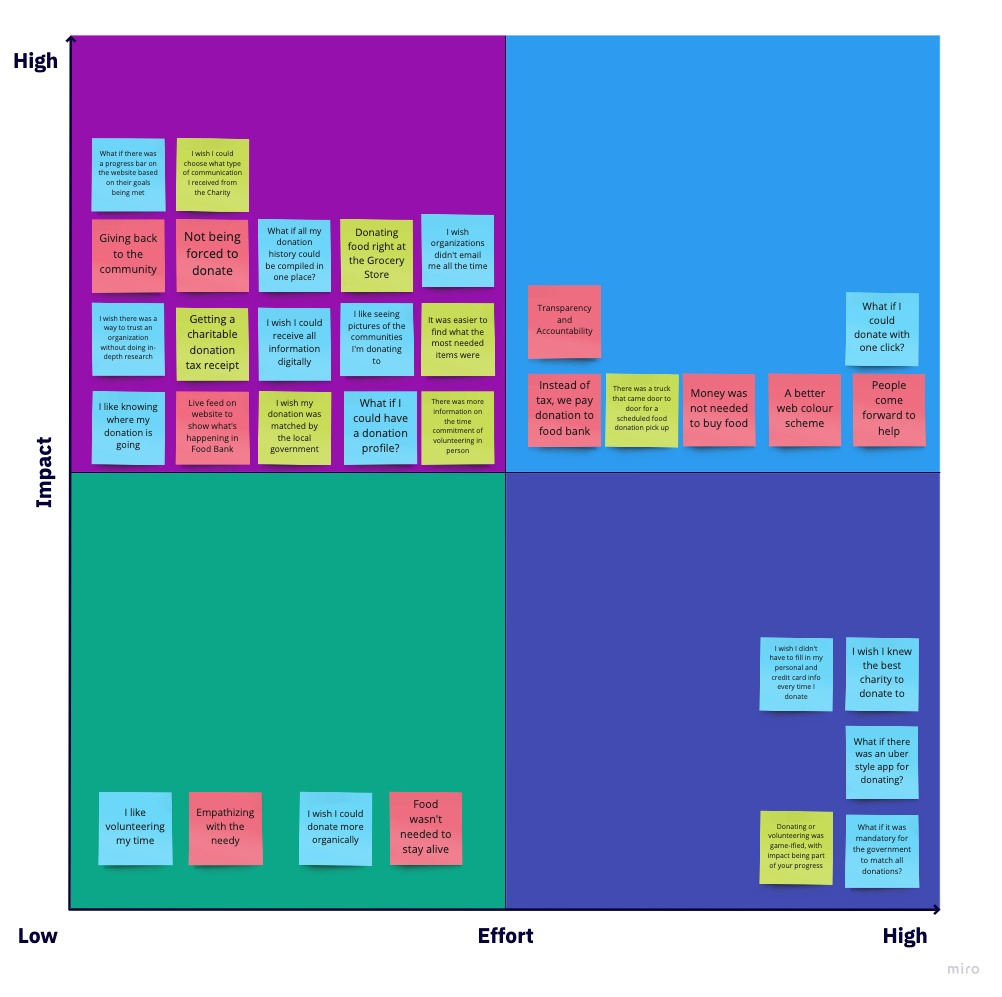 High
What if there was
a progress bar on
the website based
on their goals
being met
I wish I could
choose what type
of communication
I received from
the Charity
Giving back
to the
community
Not being
forced to
donate
What if all my
donation
history could
be compiled in
one place?
Donating
food right at
the Grocery
Store
I wish
organizations
didn't email
me all the time
I wish there was a
way to trust an
organization
without doing in-
depth research
Getting a
charitable
donation
tax receipt
I wish I could
receive all
information
digitally
I like seeing
pictures of the
communities
I'm donating
to
It was easier to
find what the
most needed
items were
I like knowing
where my
donation is
going
Live feed on
website to
show what's
happening in
Food Bank
I wish my
donation was
matched by
the local
government
What if I
could have
a donation
profile?
There was more
information on
the time
commitment of
volunteering in
person
Transparency
and
Accountability
What if I
could
donate with
one click?
Instead of
tax, we pay
donation to
food bank
There was a truck
that came door to
door for a
scheduled food
donation pick up
Money was
not needed
to buy food
A better
web colour
scheme
People
come
forward to
help
Impact
I wish I didn't
have to fill in my
personal and
credit card info
every time I
donate
I wish I knew
the best
charity to
donate to
What if there
was an uber
style app for
donating?
Donating or
volunteering was
game-ified, with
impact being part
of your progress
What if it was
mandatory for
the government
to match all
donations?
I like
volunteering
my time
Empathizing
with the
needy
I wish I could
donate more
organically
Food
wasn't
needed to
stay alive
Low
Effort
High
miro